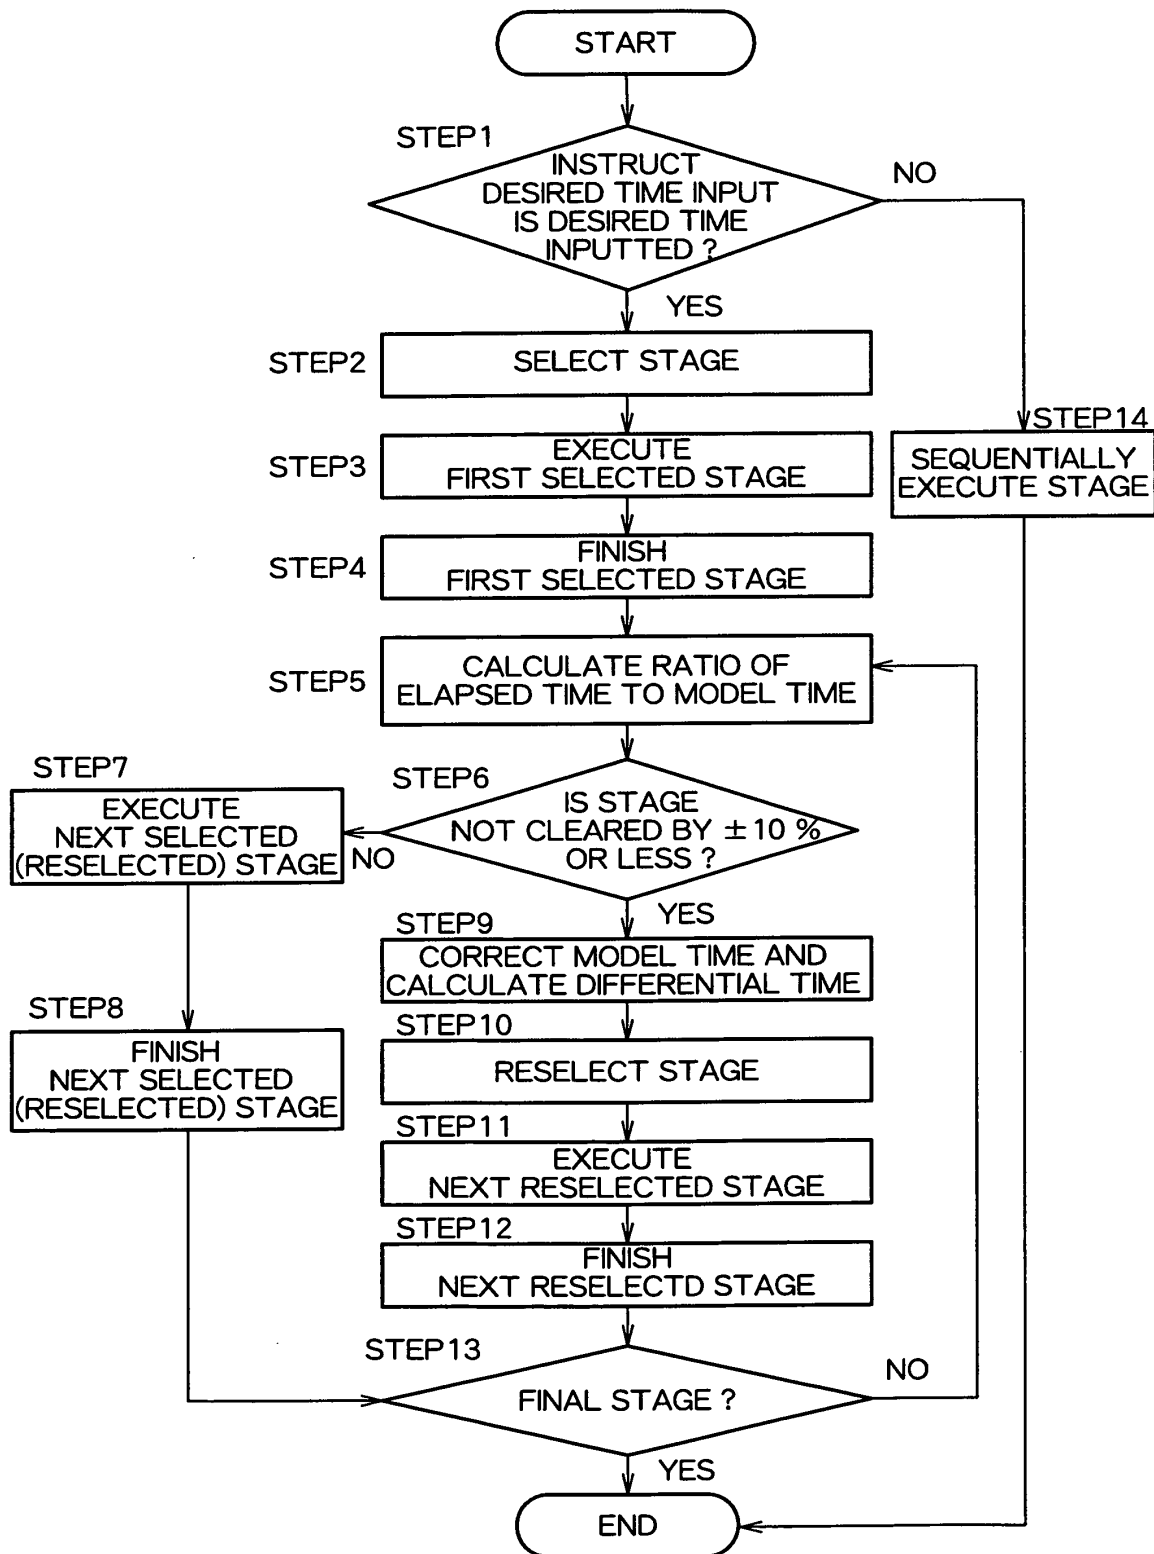 START
STEP1
INSTRUCT
DESIRED TIME INPUT
IS DESIRED TIME
INPUTTED ?
NO
YES
STEP2
SELECT STAGE
STEP14
SEQUENTIALLY
EXECUTE STAGE
STEP3
EXECUTE
FIRST SELECTED STAGE
STEP4
FINISH
FIRST SELECTED STAGE
STEP5
CALCULATE RATIO OF
ELAPSED TIME TO MODEL TIME
STEP6
IS STAGE
NOT CLEARED BY ±10 %
OR LESS ?
NO
YES
STEP7
EXECUTE
NEXT SELECTED
(RESELECTED) STAGE
STEP8
FINISH
NEXT SELECTED
(RESELECTED) STAGE
STEP9
CORRECT MODEL TIME AND
CALCULATE DIFFERENTIAL TIME
STEP10
RESELECT STAGE
STEP11
EXECUTE
NEXT RESELECTED STAGE
STEP12
FINISH
NEXT RESELECTD STAGE
STEP13
FINAL STAGE ?
NO
YES
END